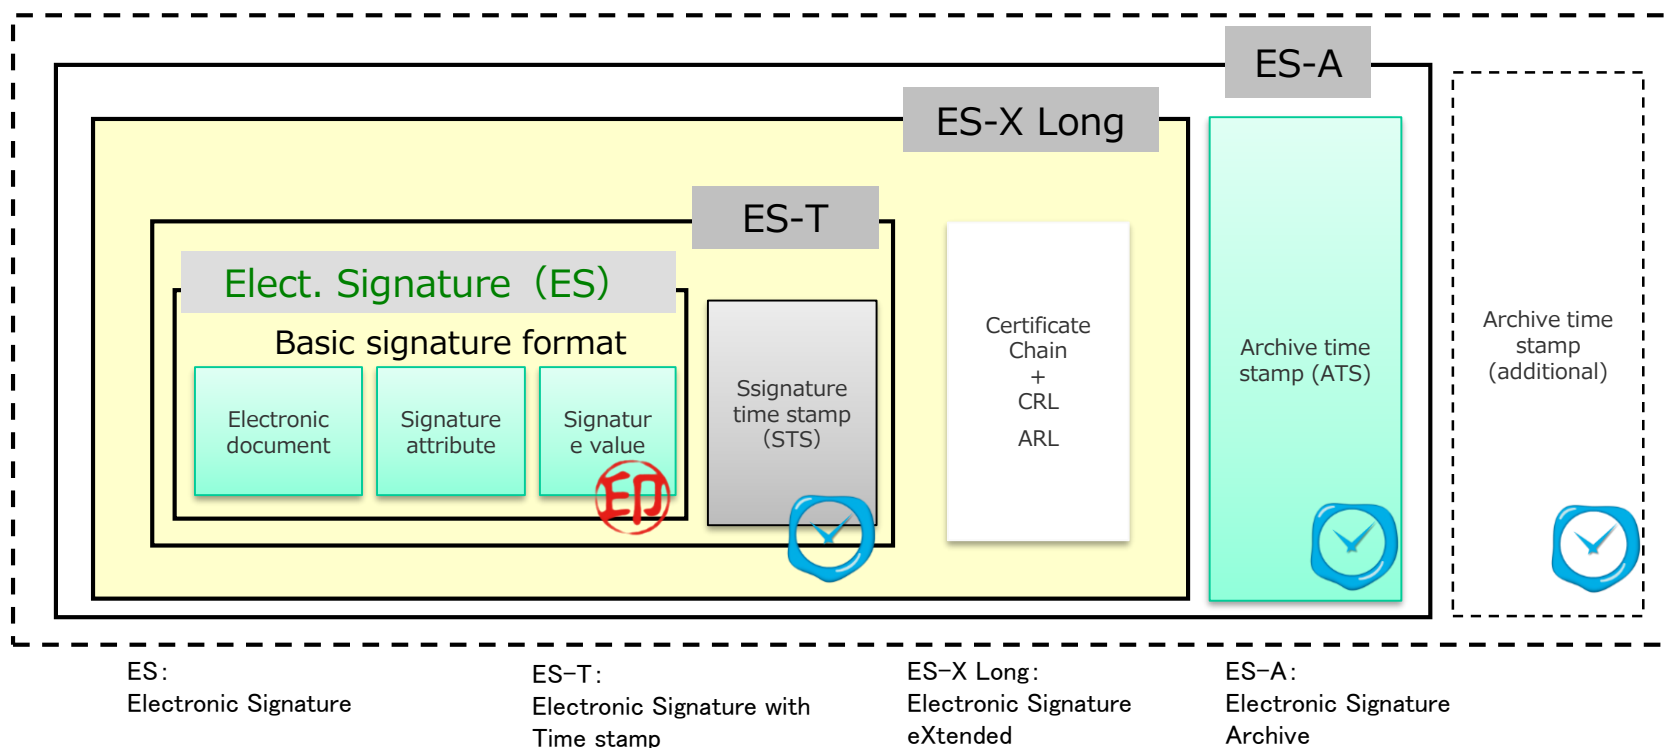 ES-A
ES-X Long
ES-T
Elect. Signature（ES）
Basic signature format
Electronic
document
Signature
attribute
Signatur
e value
印
Ssignature
time stamp
（STS）
Certificate
Chain
+
CRL
ARL
Archive time
stamp (ATS)
Archive time
stamp
(additional)
ES：
Electronic Signature
ES-T：
Electronic Signature with
Time stamp
ES-X Long：
Electronic Signature
eXtended
ES-A：
Electronic Signature
Archive